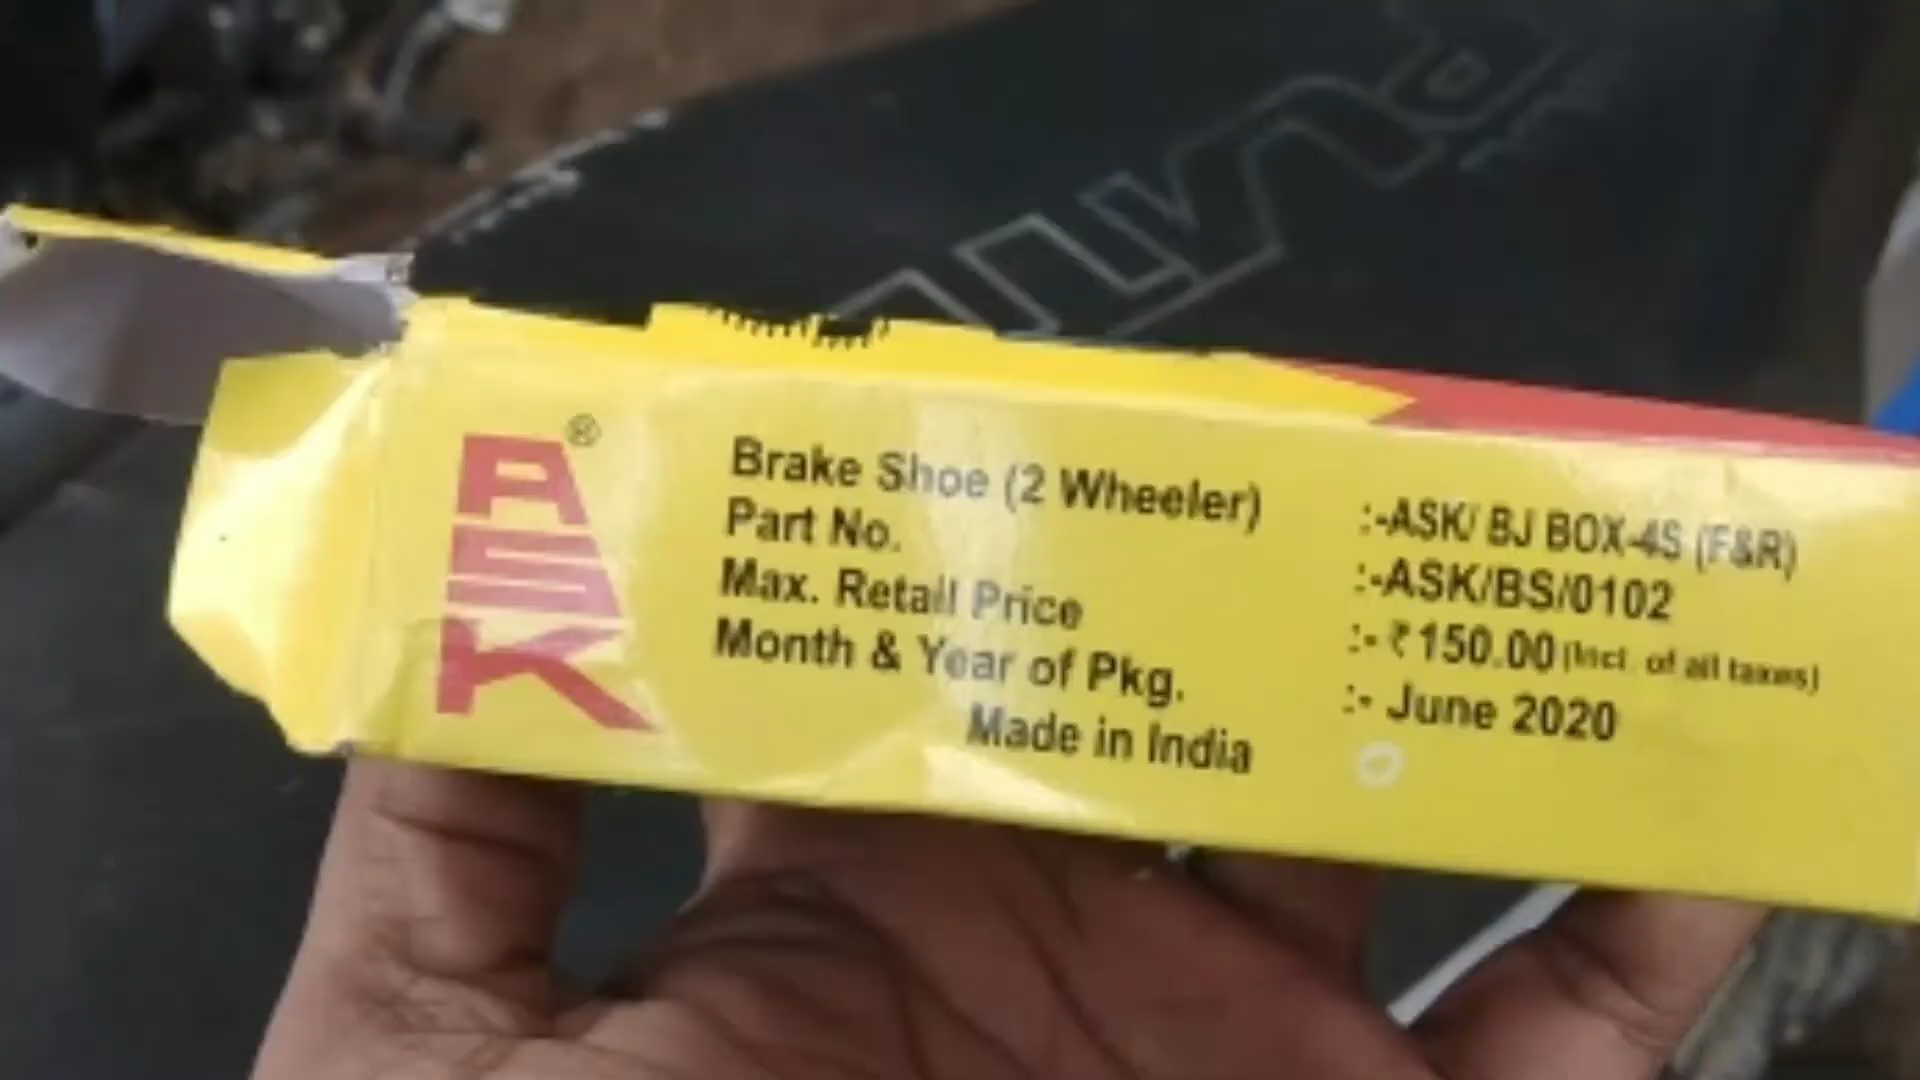 ASK®
Brake Shoe (2 Wheeler) :-ASK/ BJ BOX-4S (F&R)
Part No. :-ASK/BS/0102
Max. Retail Price :-₹150.00 (Incl. of all taxes)
Month & Year of Pkg. :- June 2020
Made in India